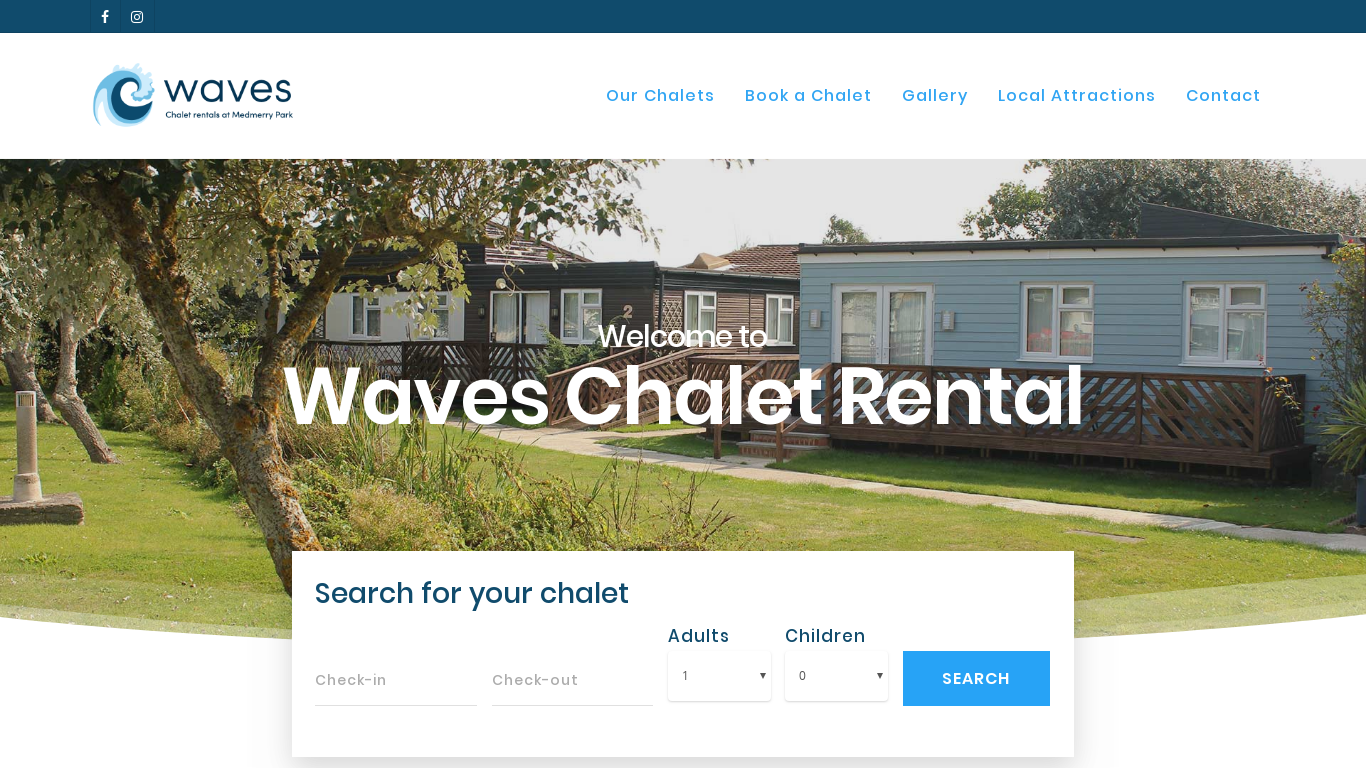 waves
Chalet rentals at Medmerry Park
Our Chalets
Book a Chalet
Gallery
Local Attractions
Contact
2
Welcome to
Waves Chalet Rental
Search for your chalet
Adults
Children
Check-in
Check-out
1
0
SEARCH